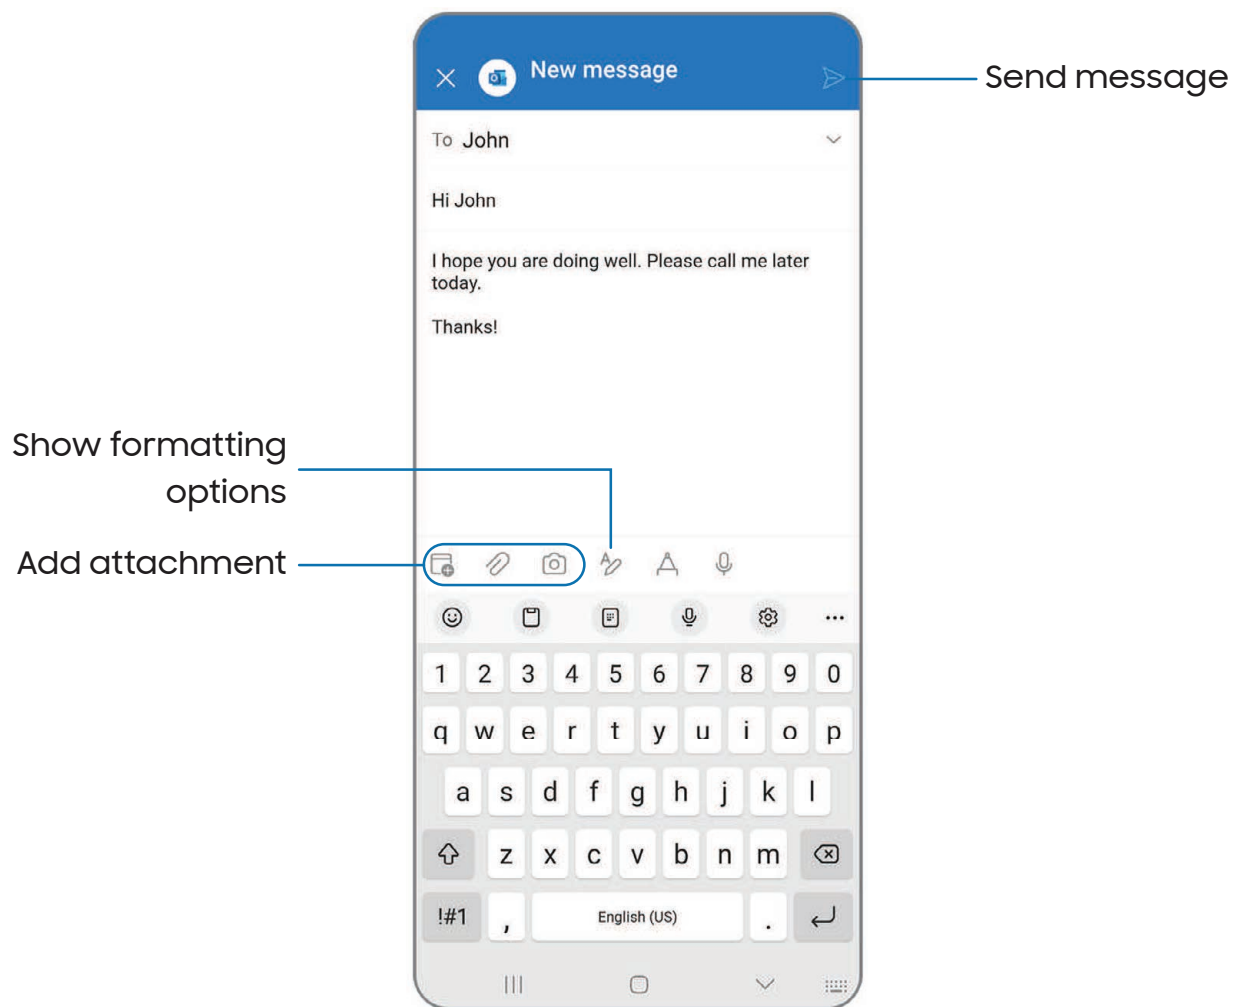 New message
Send message
To John
Hi John
I hope you are doing well. Please call me later
today.
Thanks!
Show formatting
options
Add attachment
1 2 3 4 5 6 7 8 9 0
q w e r t y u i o p
a s d f g h j k l
z x c v b n m
!#1 , English (US) .